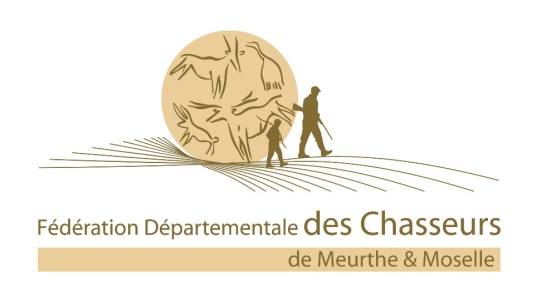 Fédération Départementale des Chasseurs
de Meurthe & Moselle